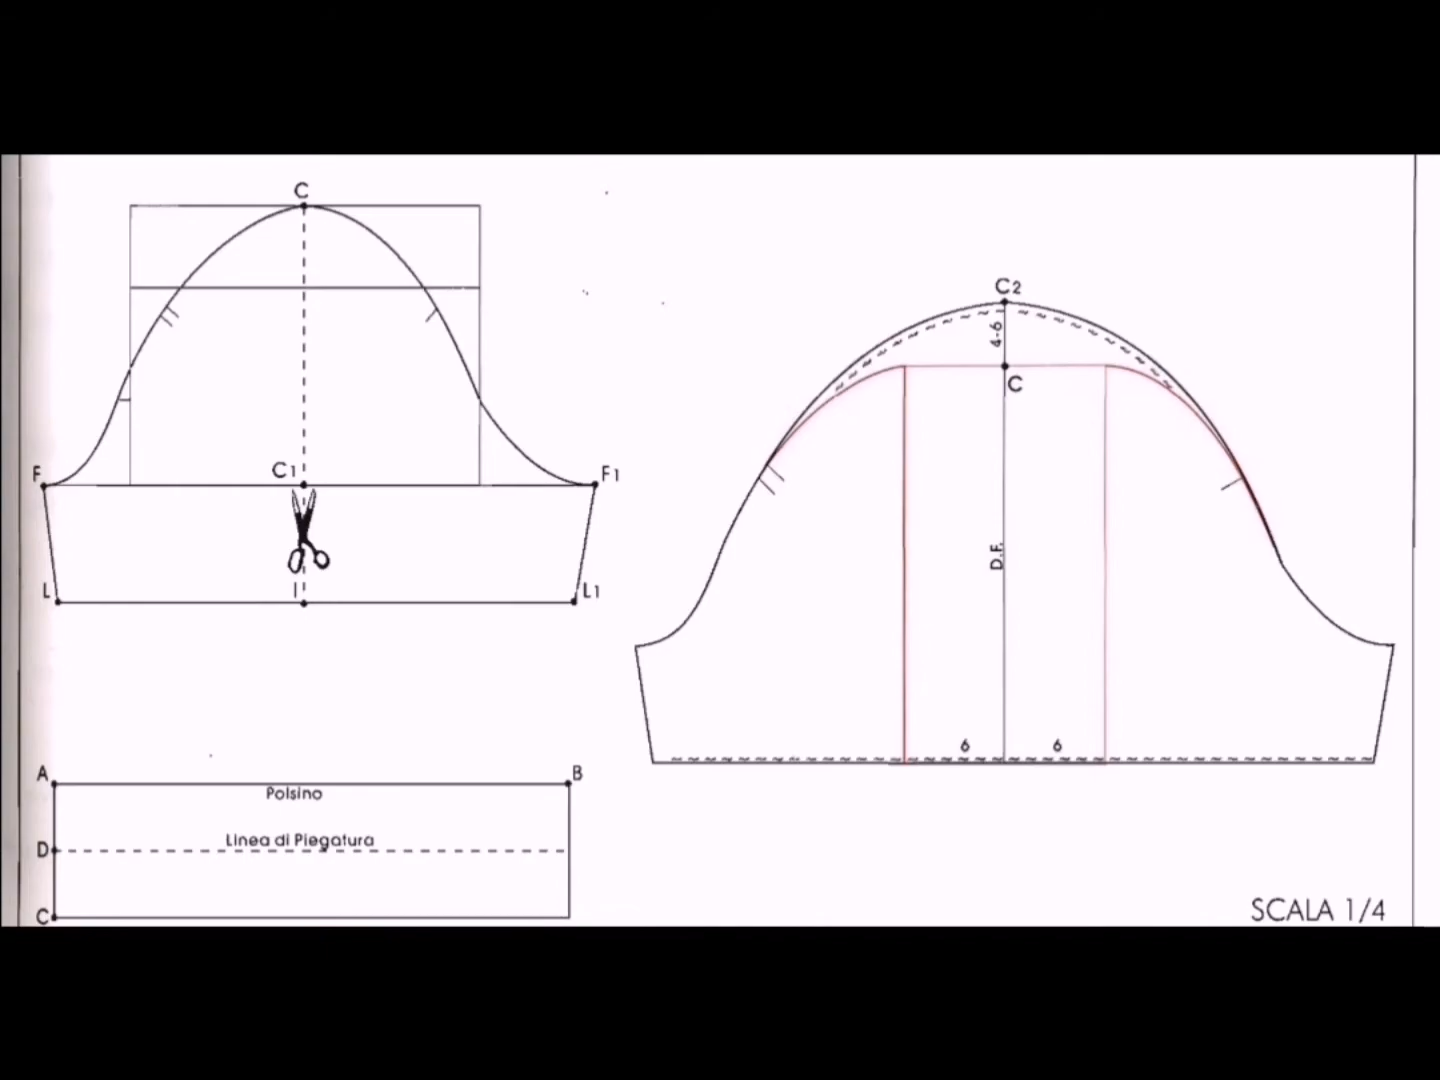 C
F
C1
F1
L
I
L1
A
B
Polsino
Linea di Piegatura
D
C
C2
4-6
C
D.F.
6
6
SCALA 1/4